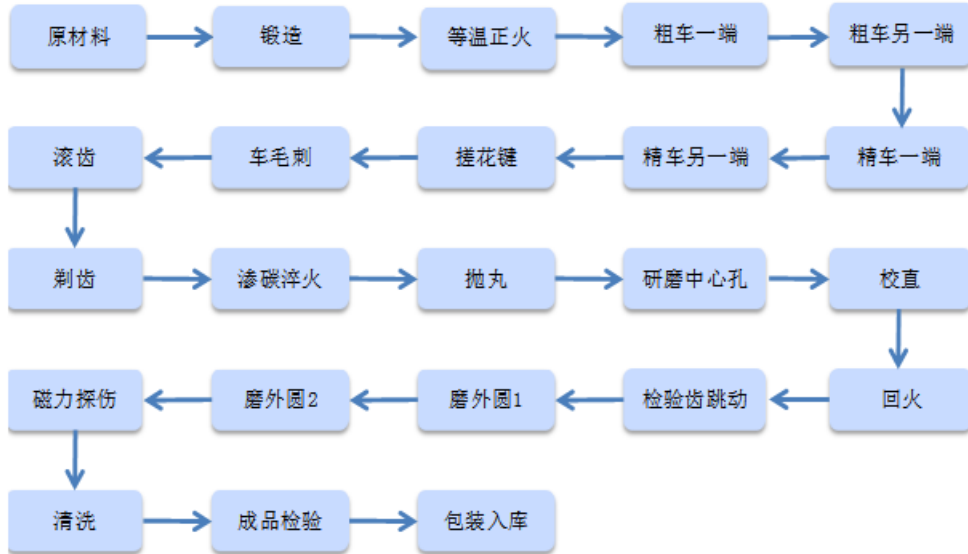 原材料
锻造
等温正火
粗车一端
粗车另一端
精车一端
精车另一端
搓花键
车毛刺
滚齿
剃齿
渗碳淬火
抛丸
研磨中心孔
校直
回火
检验齿跳动
磨外圆1
磨外圆2
磁力探伤
清洗
成品检验
包装入库